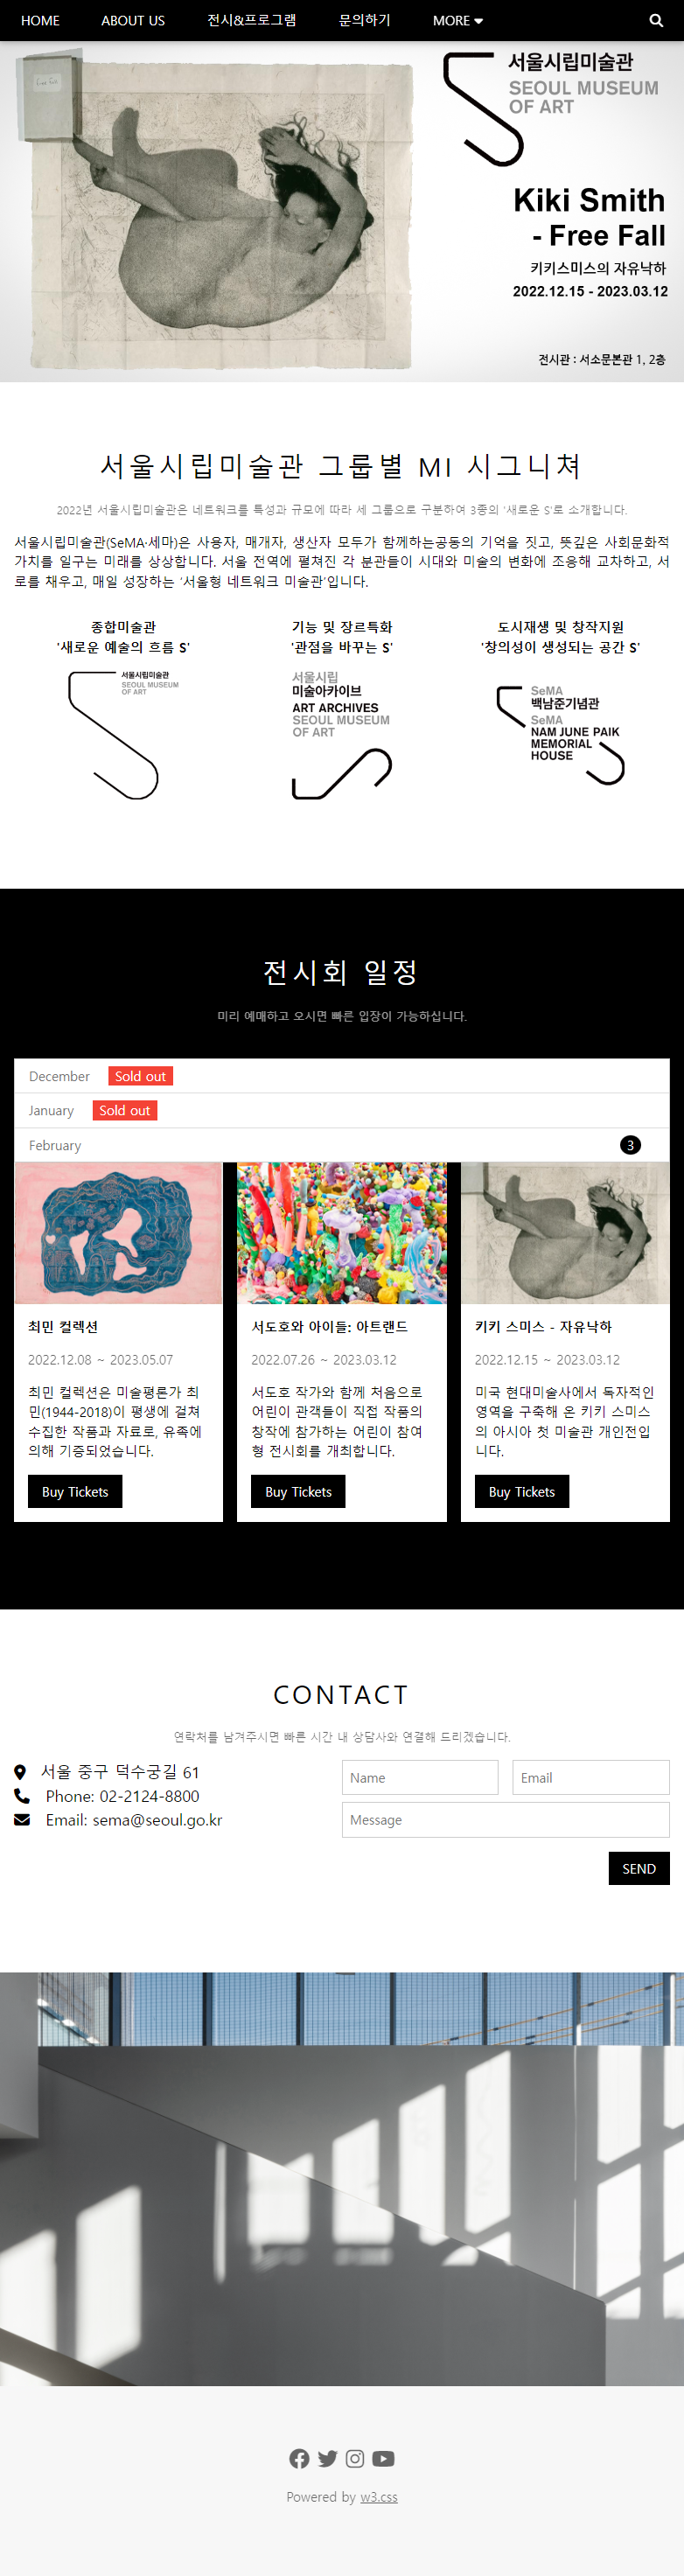 HOME ABOUT US 전시&프로그램 문의하기 MORE
서울시립미술관
SEOUL MUSEUM
OF ART
free fall
Kiki Smith
- Free Fall
키키스미스의 자유낙하
2022.12.15 - 2023.03.12
전시관 : 서소문본관 1, 2층
서울시립미술관 그룹별 MI 시그니쳐
2022년 서울시립미술관은 네트워크를 특성과 규모에 따라 세 그룹으로 구분하여 3종의 '새로운 S'로 소개합니다.
서울시립미술관(SeMA·세마)은 사용자, 매개자, 생산자 모두가 함께하는공동의 기억을 짓고, 뜻깊은 사회문화적
가치를 일구는 미래를 상상합니다. 서울 전역에 펼쳐진 각 분관들이 시대와 미술의 변화에 조응해 교차하고, 서
로를 채우고, 매일 성장하는 '서울형 네트워크 미술관'입니다.
종합미술관
'새로운 예술의 흐름 S'
서울시립미술관
SEOUL MUSEUM
OF ART
기능 및 장르특화
'관점을 바꾸는 S'
서울시립
미술아카이브
ART ARCHIVES
SEOUL MUSEUM
OF ART
도시재생 및 창작지원
'창의성이 생성되는 공간 S'
SeMA
백남준기념관
SeMA
NAM JUNE PAIK
MEMORIAL
HOUSE
전시회 일정
미리 예매하고 오시면 빠른 입장이 가능하십니다.
December Sold out
January Sold out
February 3
최민 컬렉션
2022.12.08 ~ 2023.05.07
최민 컬렉션은 미술평론가 최
민(1944-2018)이 평생에 걸쳐
수집한 작품과 자료로, 유족에
의해 기증되었습니다.
Buy Tickets
서도호와 아이들: 아트랜드
2022.07.26 ~ 2023.03.12
서도호 작가와 함께 처음으로
어린이 관객들이 직접 작품의
창작에 참가하는 어린이 참여
형 전시회를 개최합니다.
Buy Tickets
키키 스미스 - 자유낙하
2022.12.15 ~ 2023.03.12
미국 현대미술사에서 독자적인
영역을 구축해 온 키키 스미스
의 아시아 첫 미술관 개인전입
니다.
Buy Tickets
CONTACT
연락처를 남겨주시면 빠른 시간 내 상담사와 연결해 드리겠습니다.
서울 중구 덕수궁길 61
Phone: 02-2124-8800
Email: sema@seoul.go.kr
Name Email
Message
SEND
Powered by w3.css